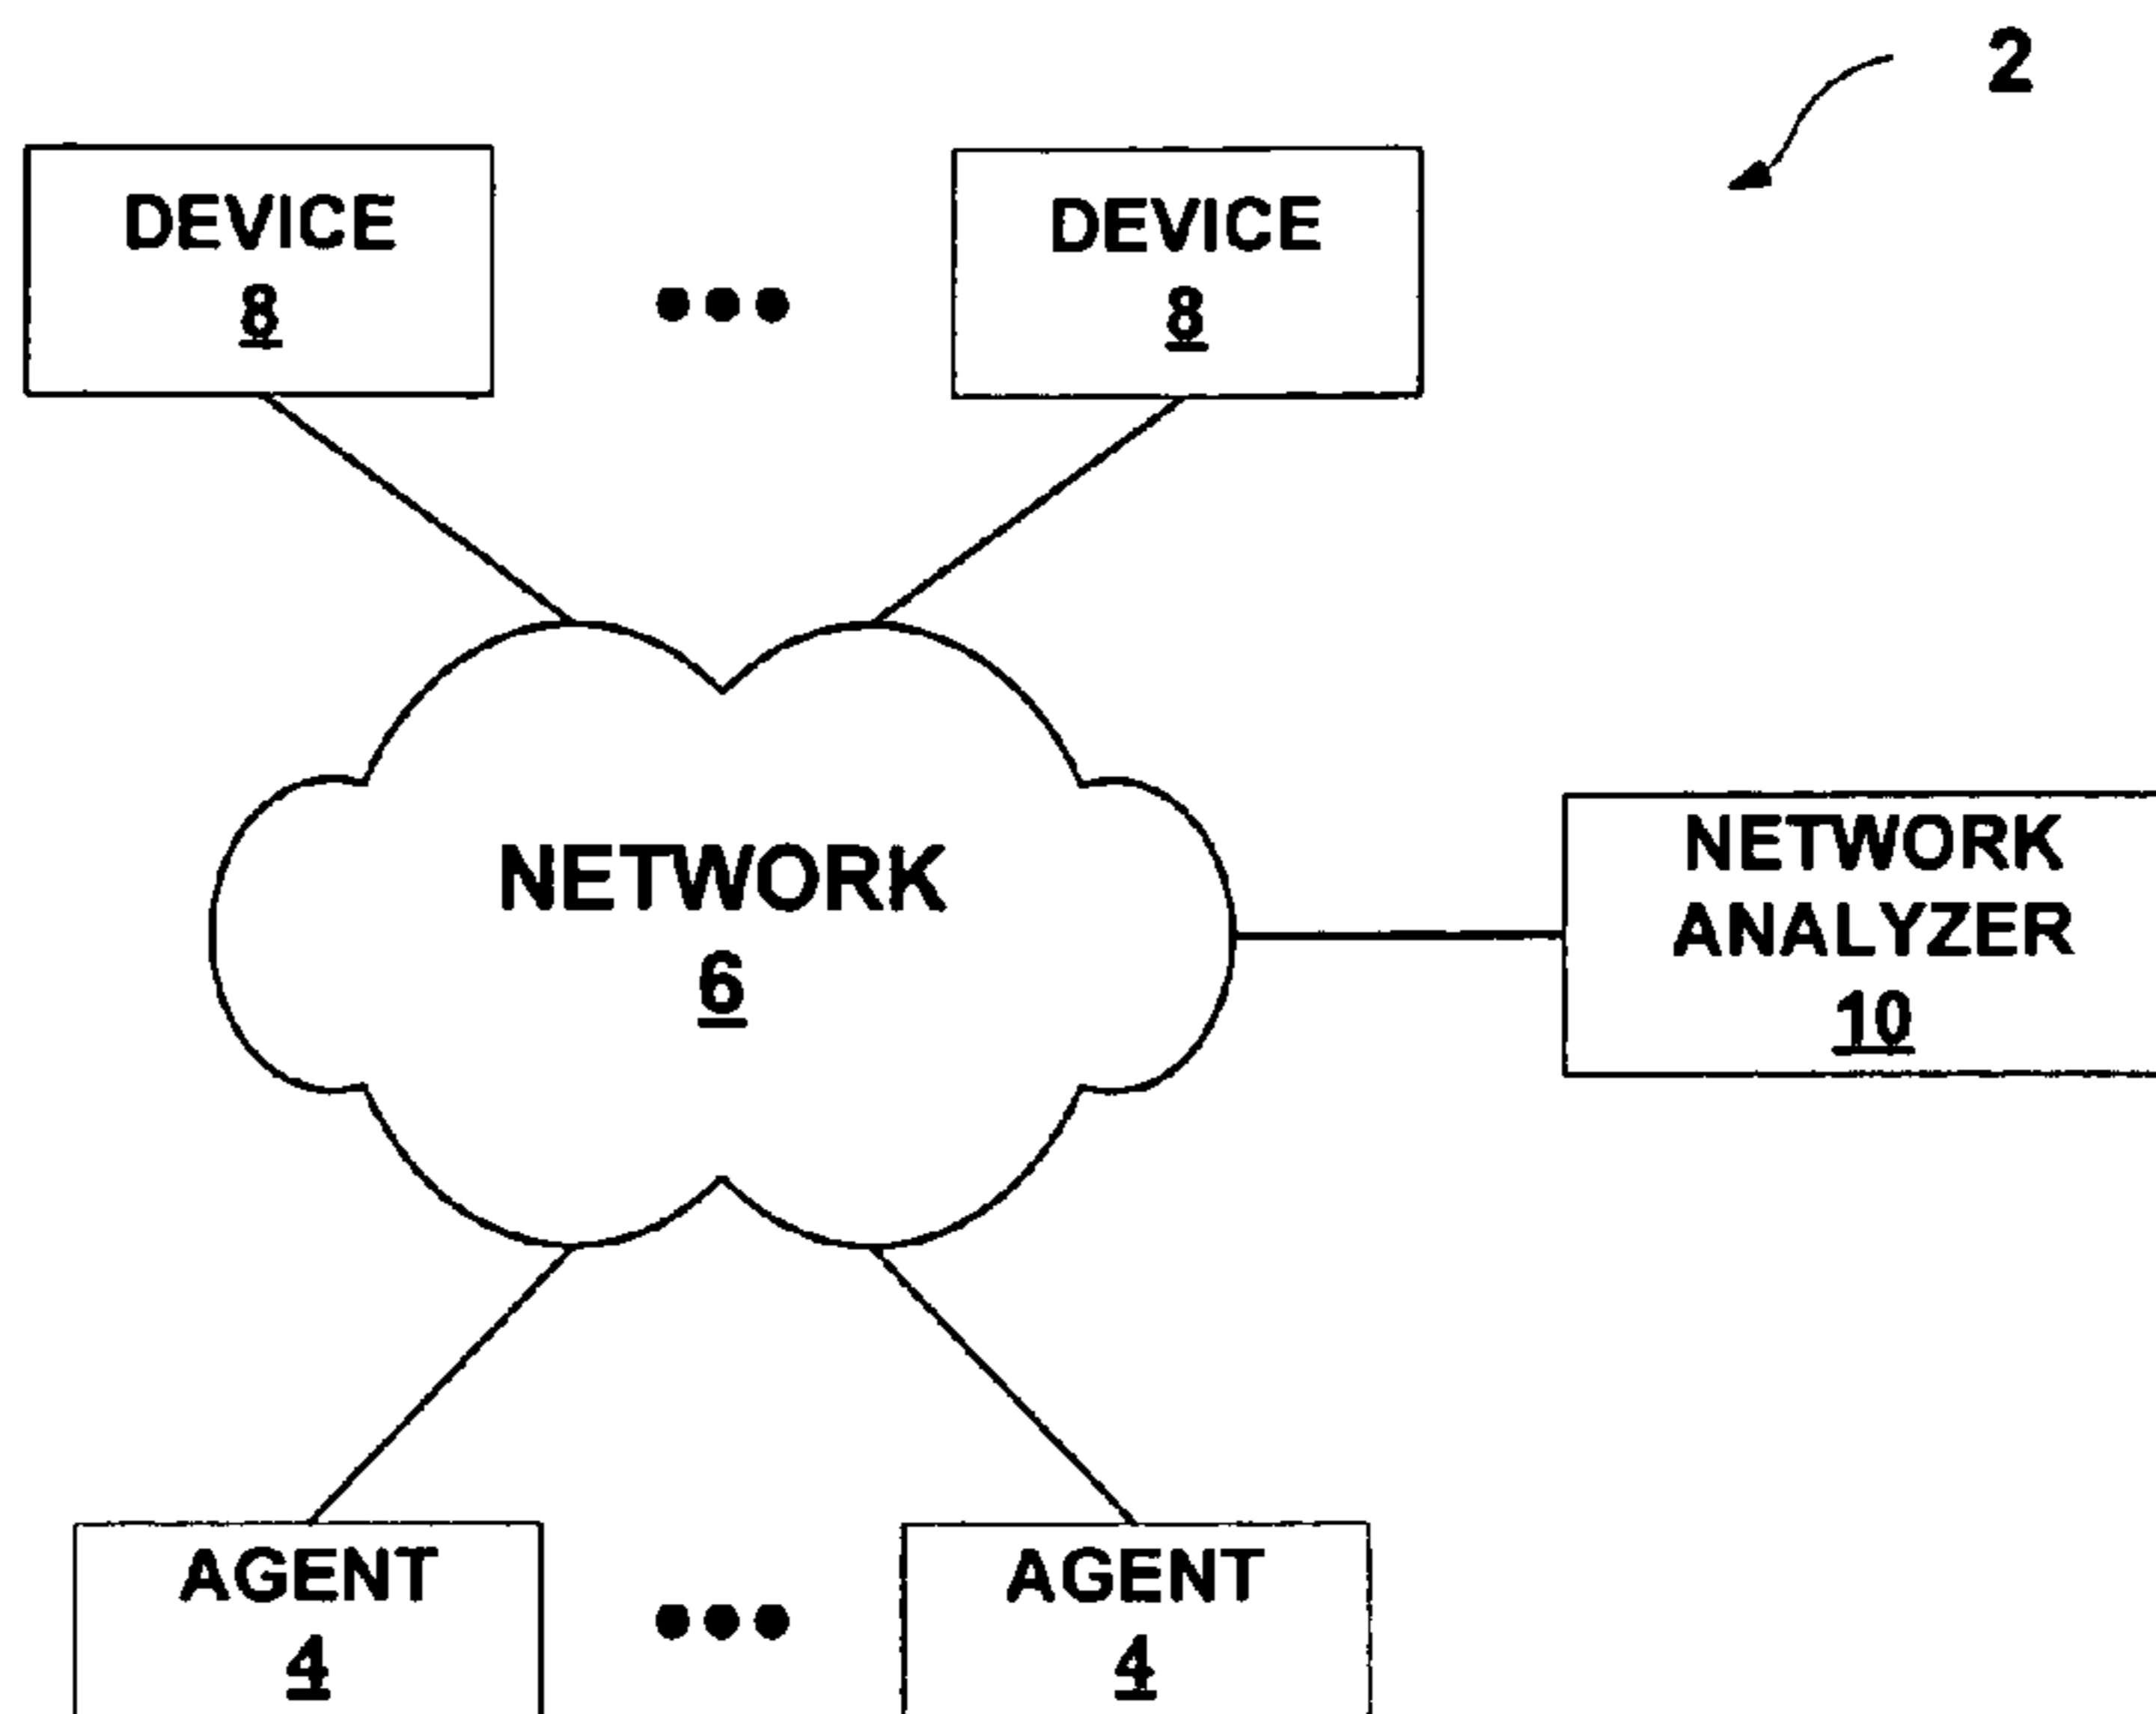 2
DEVICE
8
DEVICE
8
NETWORK
6
NETWORK
ANALYZER
10
AGENT
4
AGENT
4